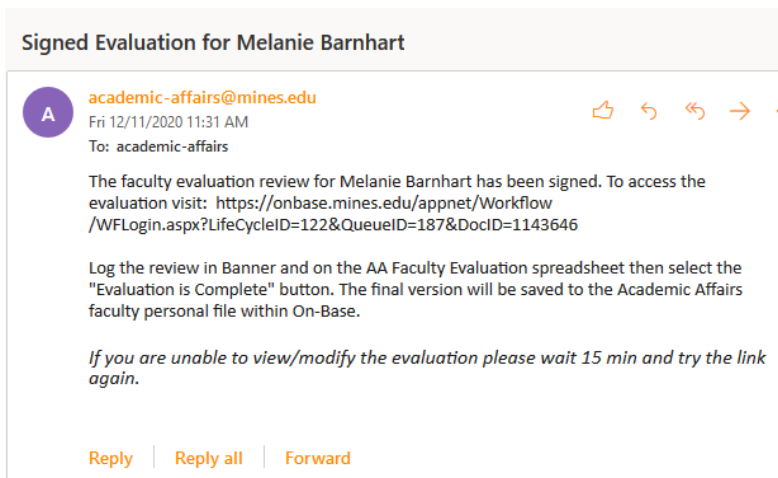 Signed Evaluation for Melanie Barnhart
A
academic-affairs@mines.edu
Fri 12/11/2020 11:31 AM
To: academic-affairs
The faculty evaluation review for Melanie Barnhart has been signed. To access the
evaluation visit: https://onbase.mines.edu/appnet/Workflow
/WFLogin.aspx?LifeCycleID=122&QueueID=187&DocID=1143646
Log the review in Banner and on the AA Faculty Evaluation spreadsheet then select the
"Evaluation is Complete" button. The final version will be saved to the Academic Affairs
faculty personal file within On-Base.
If you are unable to view/modify the evaluation please wait 15 min and try the link
again.
Reply Reply all Forward